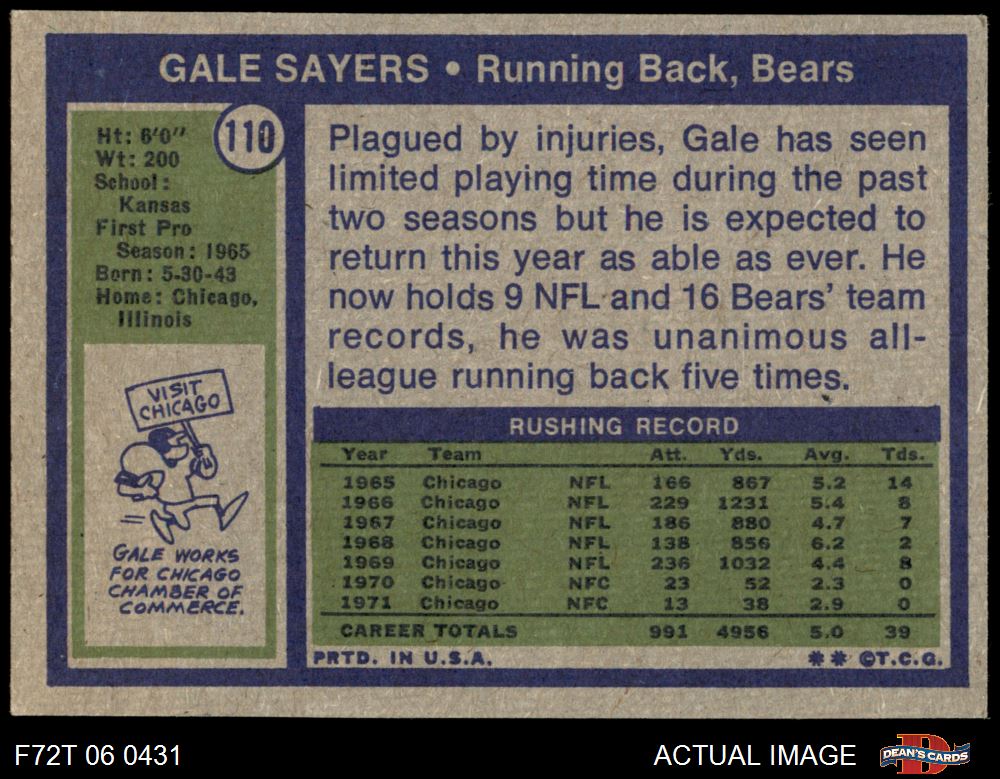 GALE SAYERS • Running Back, Bears
110
Ht: 6'0"
Wt: 200
School:
Kansas
First Pro
Season: 1965
Born: 5-30-43
Home: Chicago,
Illinois
VISIT
CHICAGO
GALE WORKS
FOR CHICAGO
CHAMBER OF
COMMERCE.
Plagued by injuries, Gale has seen
limited playing time during the past
two seasons but he is expected to
return this year as able as ever. He
now holds 9 NFL and 16 Bears' team
records, he was unanimous all-
league running back five times.
RUSHING RECORD
Year Team Att. Yds. Avg. Tds.
1965 Chicago NFL 166 867 5.2 14
1966 Chicago NFL 229 1231 5.4 8
1967 Chicago NFL 186 880 4.7 7
1968 Chicago NFL 138 856 6.2 2
1969 Chicago NFL 236 1032 4.4 8
1970 Chicago NFC 23 52 2.3 0
1971 Chicago NFC 13 38 2.9 0
CAREER TOTALS 991 4956 5.0 39
PRTD. IN U.S.A. ** ©T.C.G.
F72T 06 0431 ACTUAL IMAGE DEAN'S CARDS